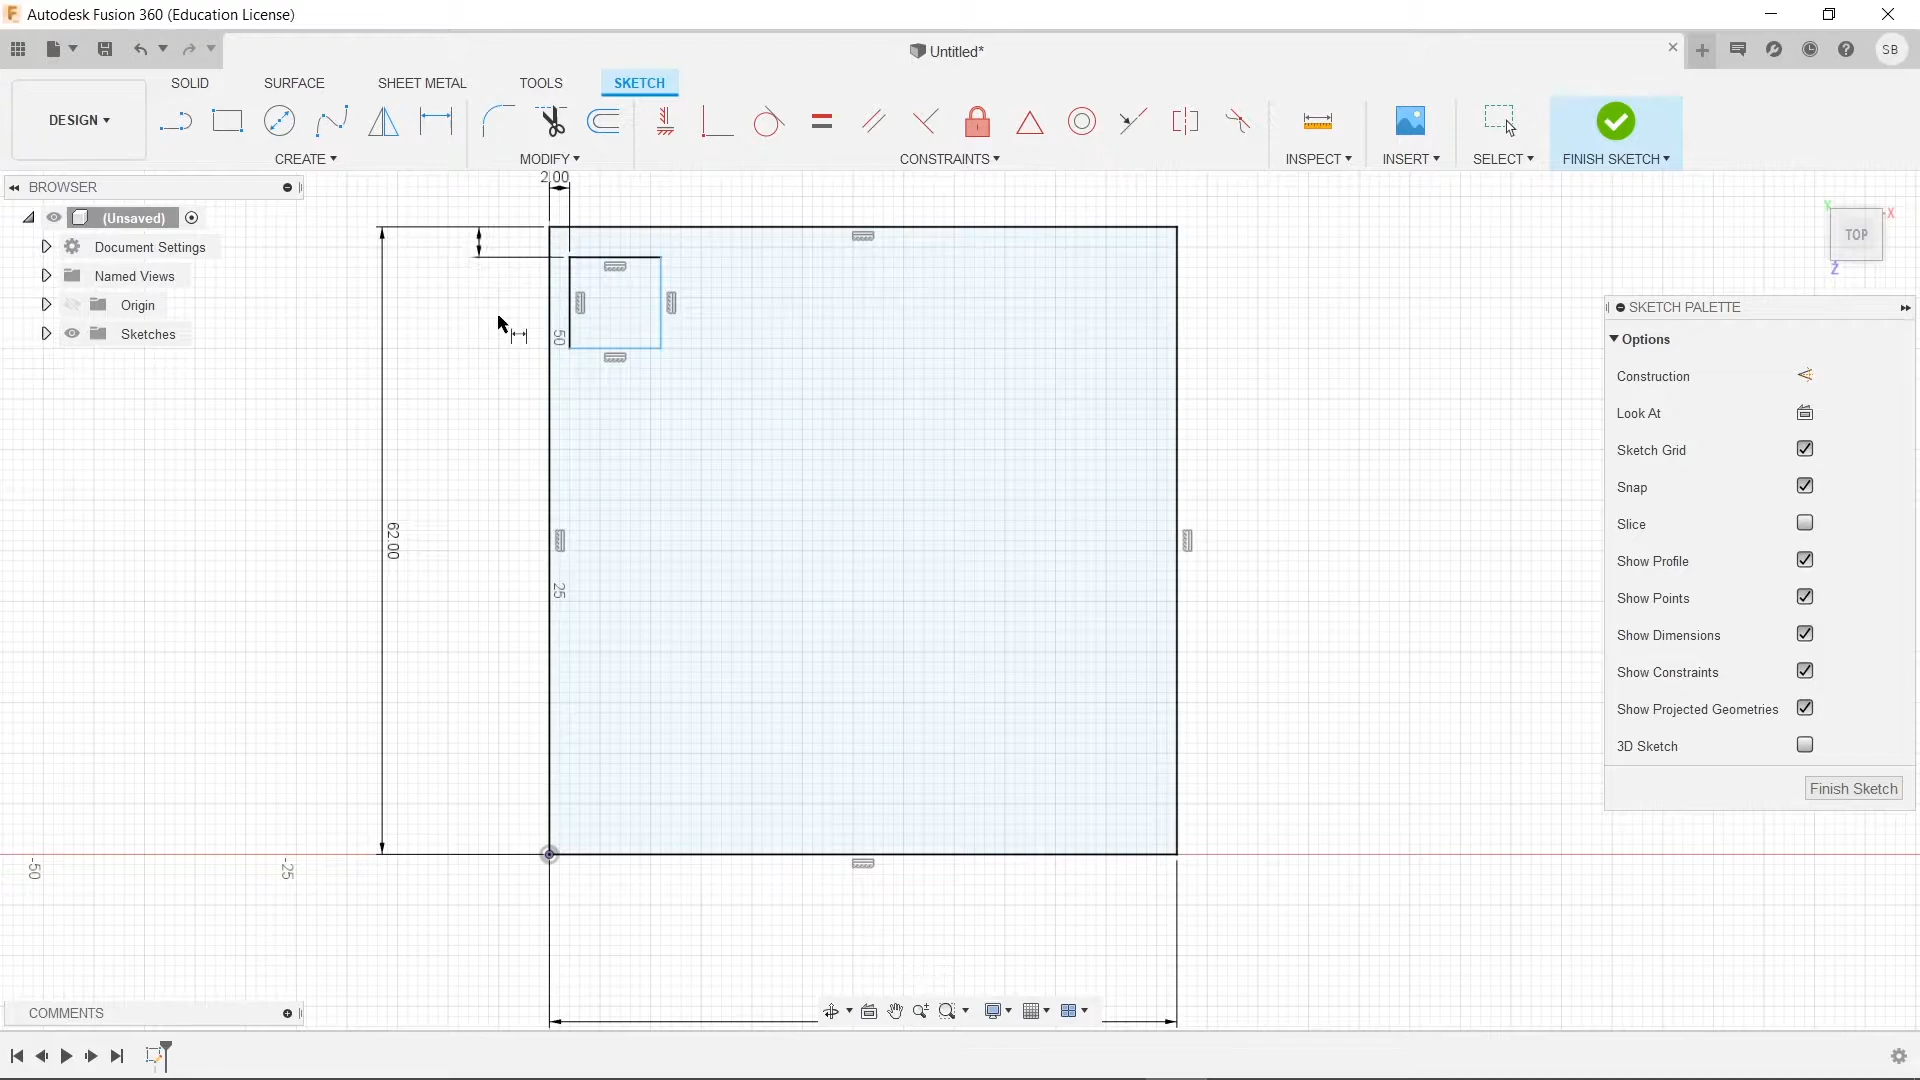 Autodesk Fusion 360 (Education License)
Untitled*
SB
SOLID
SURFACE
SHEET METAL
TOOLS
SKETCH
DESIGN
CREATE
MODIFY
CONSTRAINTS
INSPECT
INSERT
SELECT
FINISH SKETCH
BROWSER
(Unsaved)
Document Settings
Named Views
Origin
Sketches
2.00
50
62.00
25
-50
-25
Y
X
TOP
Z
SKETCH PALETTE
Options
Construction
Look At
Sketch Grid
Snap
Slice
Show Profile
Show Points
Show Dimensions
Show Constraints
Show Projected Geometries
3D Sketch
Finish Sketch
COMMENTS